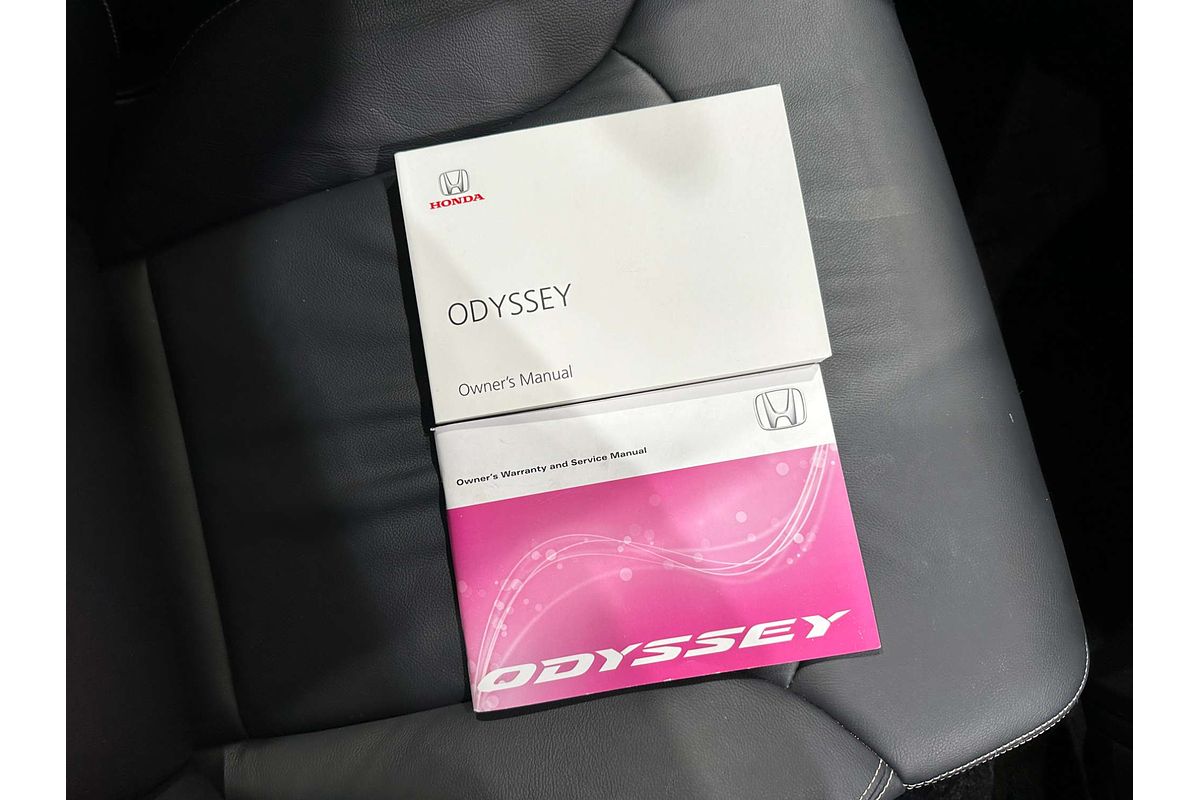 HONDA
ODYSSEY
Owner's Manual
Owner's Warranty and Service Manual
ODYSSEY